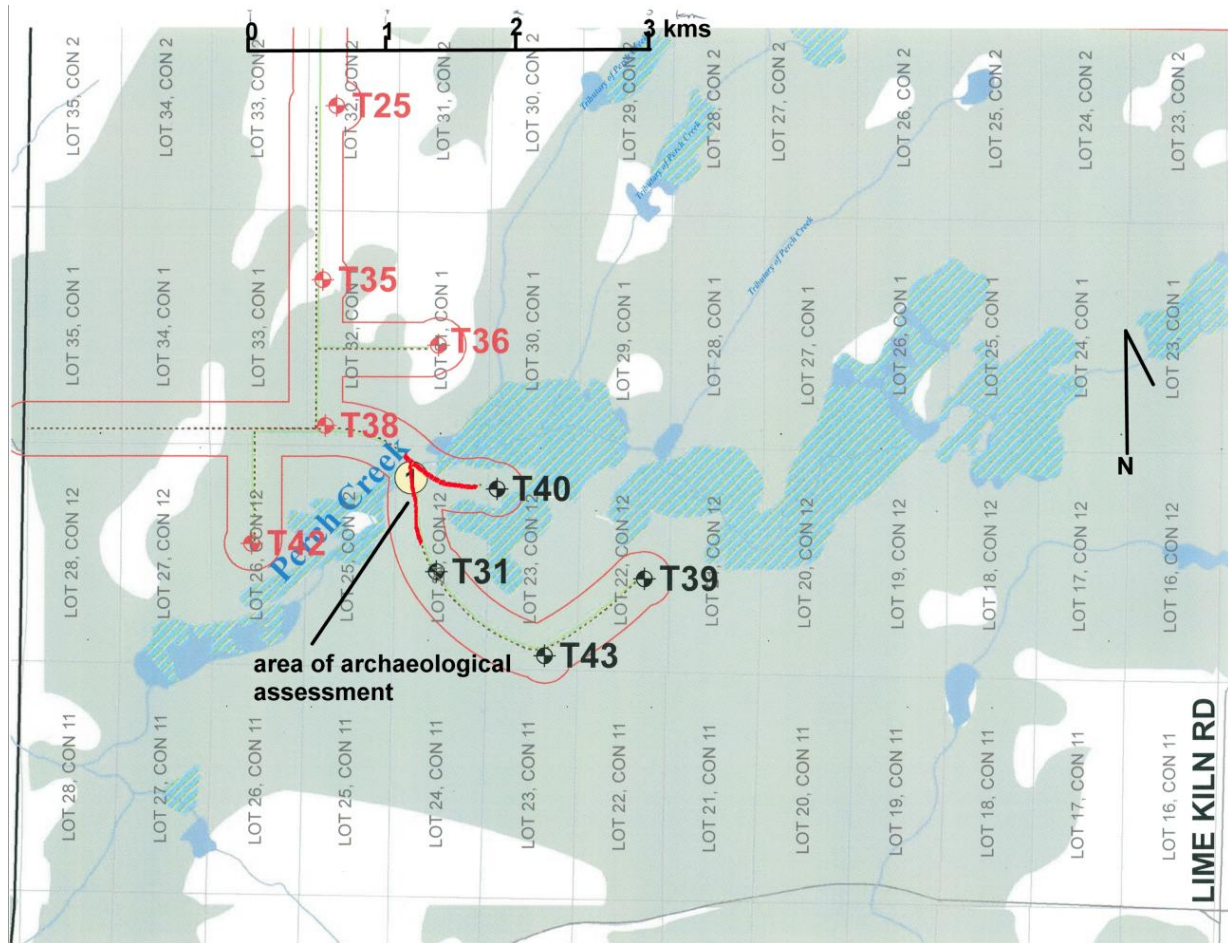 km
0 1 2 3 kms
LOT 35, CON 2
LOT 34, CON 2
LOT 33, CON 2
LOT 32, CON 2
LOT 31, CON 2
LOT 30, CON 2
LOT 29, CON 2
LOT 28, CON 2
LOT 27, CON 2
LOT 26, CON 2
LOT 25, CON 2
LOT 24, CON 2
LOT 23, CON 2
T25
Tributary of Perch Creek
Tributary of Perch Creek
Tributary of Perch Creek
Tributary of Perch Creek
LOT 35, CON 1
LOT 34, CON 1
LOT 33, CON 1
LOT 32, CON 1
LOT 31, CON 1
LOT 30, CON 1
LOT 29, CON 1
LOT 28, CON 1
LOT 27, CON 1
LOT 26, CON 1
LOT 25, CON 1
LOT 24, CON 1
LOT 23, CON 1
T35
T36
T38
N
Perch Creek
1
T40
T42
T31
T39
T43
LOT 28, CON 12
LOT 27, CON 12
LOT 26, CON 12
LOT 25, CON 12
LOT 24, CON 12
LOT 23, CON 12
LOT 22, CON 12
LOT 21, CON 12
LOT 20, CON 12
LOT 19, CON 12
LOT 18, CON 12
LOT 17, CON 12
LOT 16, CON 12
area of archaeological
assessment
LOT 28, CON 11
LOT 27, CON 11
LOT 26, CON 11
LOT 25, CON 11
LOT 24, CON 11
LOT 23, CON 11
LOT 22, CON 11
LOT 21, CON 11
LOT 20, CON 11
LOT 19, CON 11
LOT 18, CON 11
LOT 17, CON 11
LOT 16, CON 11
LIME KILN RD